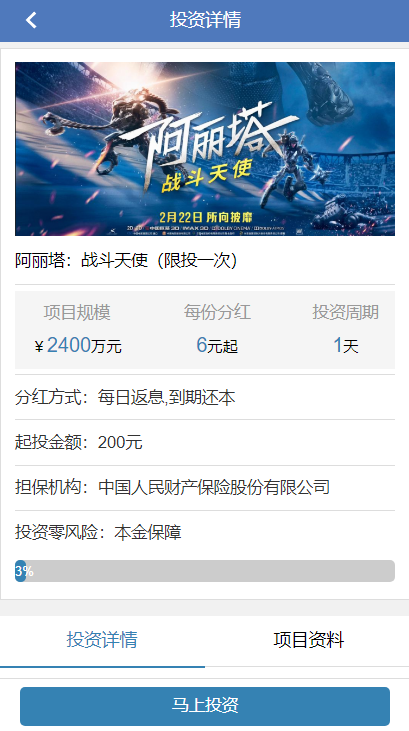 投资详情
阿丽塔
战斗天使
2月22日 所向披靡
阿丽塔：战斗天使（限投一次）
项目规模 每份分红 投资周期
￥2400万元 6元起 1天
分红方式：每日返息,到期还本
起投金额：200元
担保机构：中国人民财产保险股份有限公司
投资零风险：本金保障
3%
投资详情 项目资料
马上投资